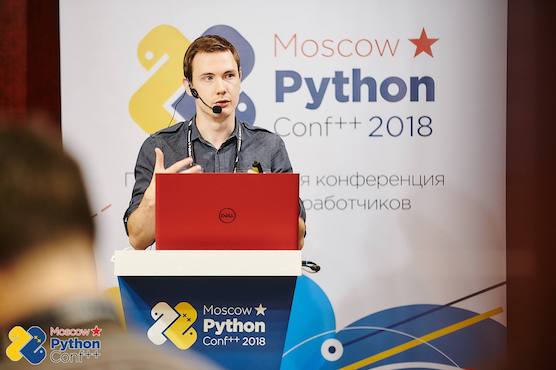 Moscow
Python
Conf++ 2018
я конференция
работчиков
DELL
Moscow
Python
Conf++ 2018
Moscow
Python
Conf++